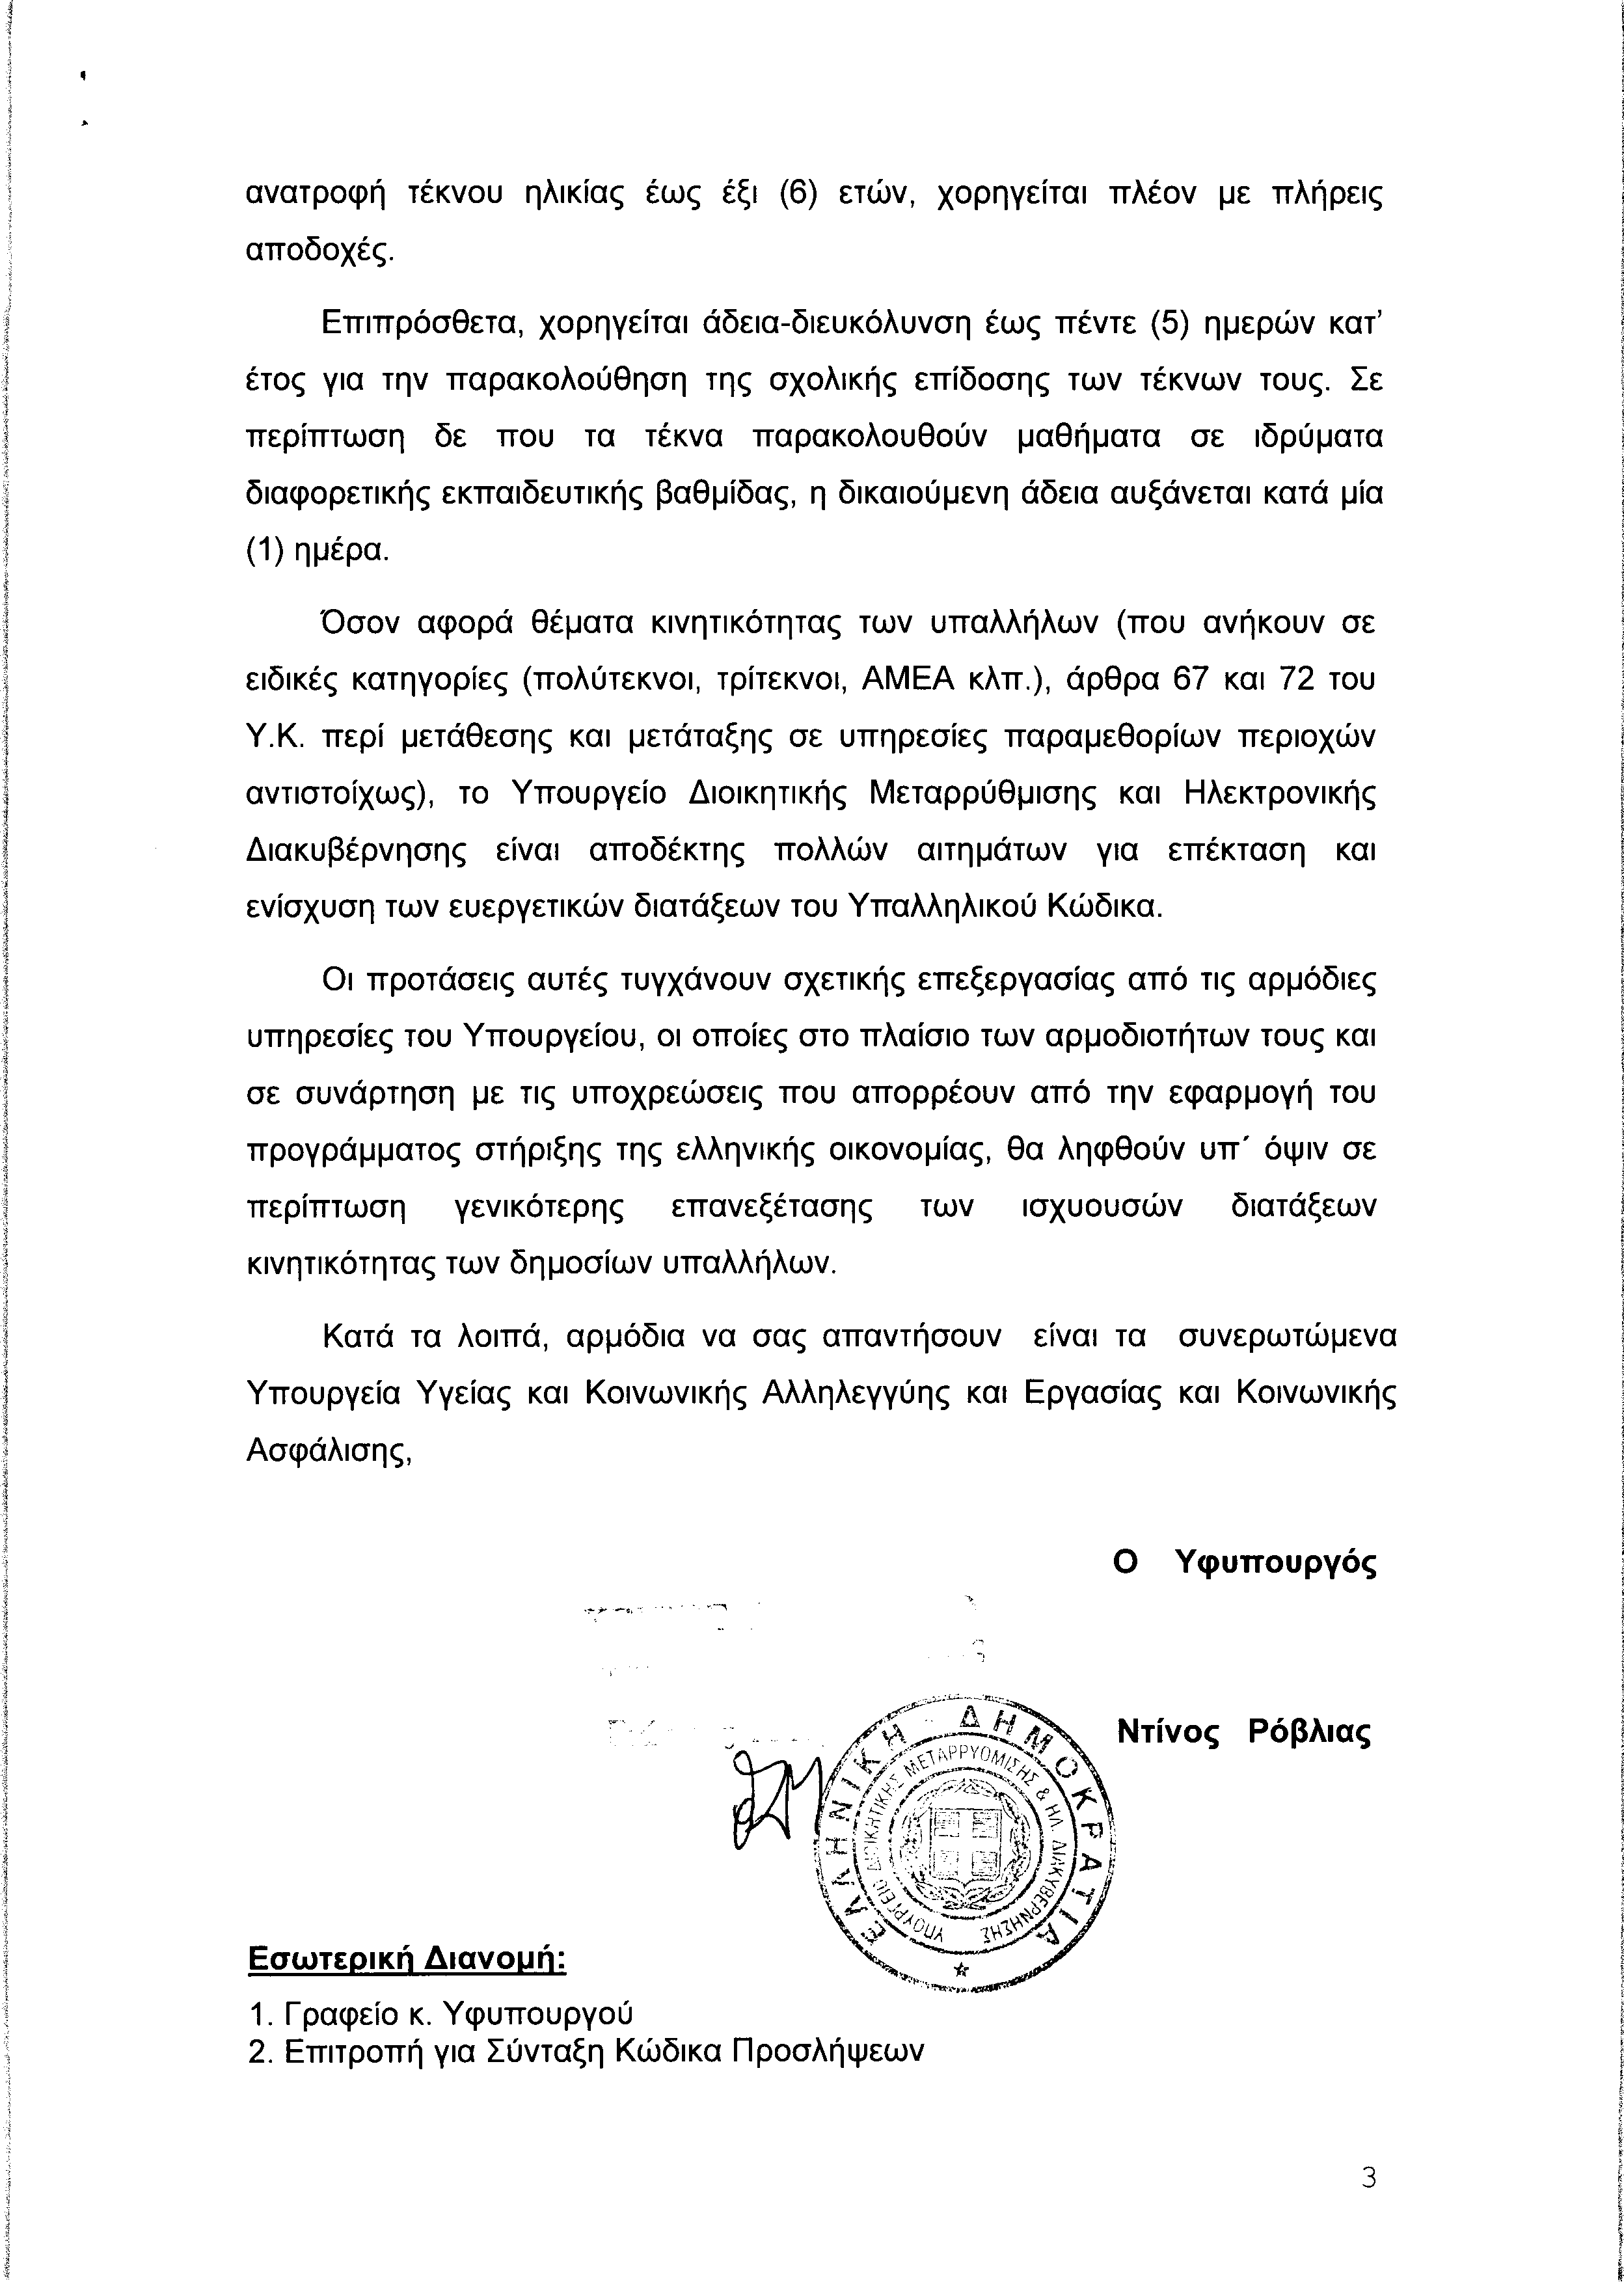 ανατροφή τέκνου ηλικίας έως έξι (6) ετών, χορηγείται πλέον με πλήρεις
αποδοχές.
Επιπρόσθετα, χορηγείται άδεια-διευκόλυνση έως πέντε (5) ημερών κατ’
έτος για την παρακολούθηση της σχολικής επίδοσης των τέκνων τους. Σε
περίπτωση δε που τα τέκνα παρακολουθούν μαθήματα σε ιδρύματα
διαφορετικής εκπαιδευτικής βαθμίδας, η δικαιούμενη άδεια αυξάνεται κατά μία
(1) ημέρα.
Όσον αφορά θέματα κινητικότητας των υπαλλήλων (που ανήκουν σε
ειδικές κατηγορίες (πολύτεκνοι, τρίτεκνοι, ΑΜΕΑ κλπ.), άρθρα 67 και 72 του
Υ.Κ. περί μετάθεσης και μετάταξης σε υπηρεσίες παραμεθορίων περιοχών
αντιστοίχως), το Υπουργείο Διοικητικής Μεταρρύθμισης και Ηλεκτρονικής
Διακυβέρνησης είναι αποδέκτης πολλών αιτημάτων για επέκταση και
ενίσχυση των ευεργετικών διατάξεων του Υπαλληλικού Κώδικα.
Οι προτάσεις αυτές τυγχάνουν σχετικής επεξεργασίας από τις αρμόδιες
υπηρεσίες του Υπουργείου, οι οποίες στο πλαίσιο των αρμοδιοτήτων τους και
σε συνάρτηση με τις υποχρεώσεις που απορρέουν από την εφαρμογή του
προγράμματος στήριξης της ελληνικής οικονομίας, θα ληφθούν υπ΄ όψιν σε
περίπτωση γενικότερης επανεξέτασης των ισχυουσών διατάξεων
κινητικότητας των δημοσίων υπαλλήλων.
Κατά τα λοιπά, αρμόδια να σας απαντήσουν είναι τα συνερωτώμενα
Υπουργεία Υγείας και Κοινωνικής Αλληλεγγύης και Εργασίας και Κοινωνικής
Ασφάλισης,
Ο Υφυπουργός
Ντίνος Ρόβλιας
ΕΛΛΗΝΙΚΗ ΔΗΜΟΚΡΑΤΙΑ
ΥΠΟΥΡΓΕΙΟ ΔΙΟΙΚΗΤΙΚΗΣ ΜΕΤΑΡΡΥΘΜΙΣΗΣ & ΗΛ. ΔΙΑΚΥΒΕΡΝΗΣΗΣ
Εσωτερική Διανομή:
1. Γραφείο κ. Υφυπουργού
2. Επιτροπή για Σύνταξη Κώδικα Προσλήψεων
3